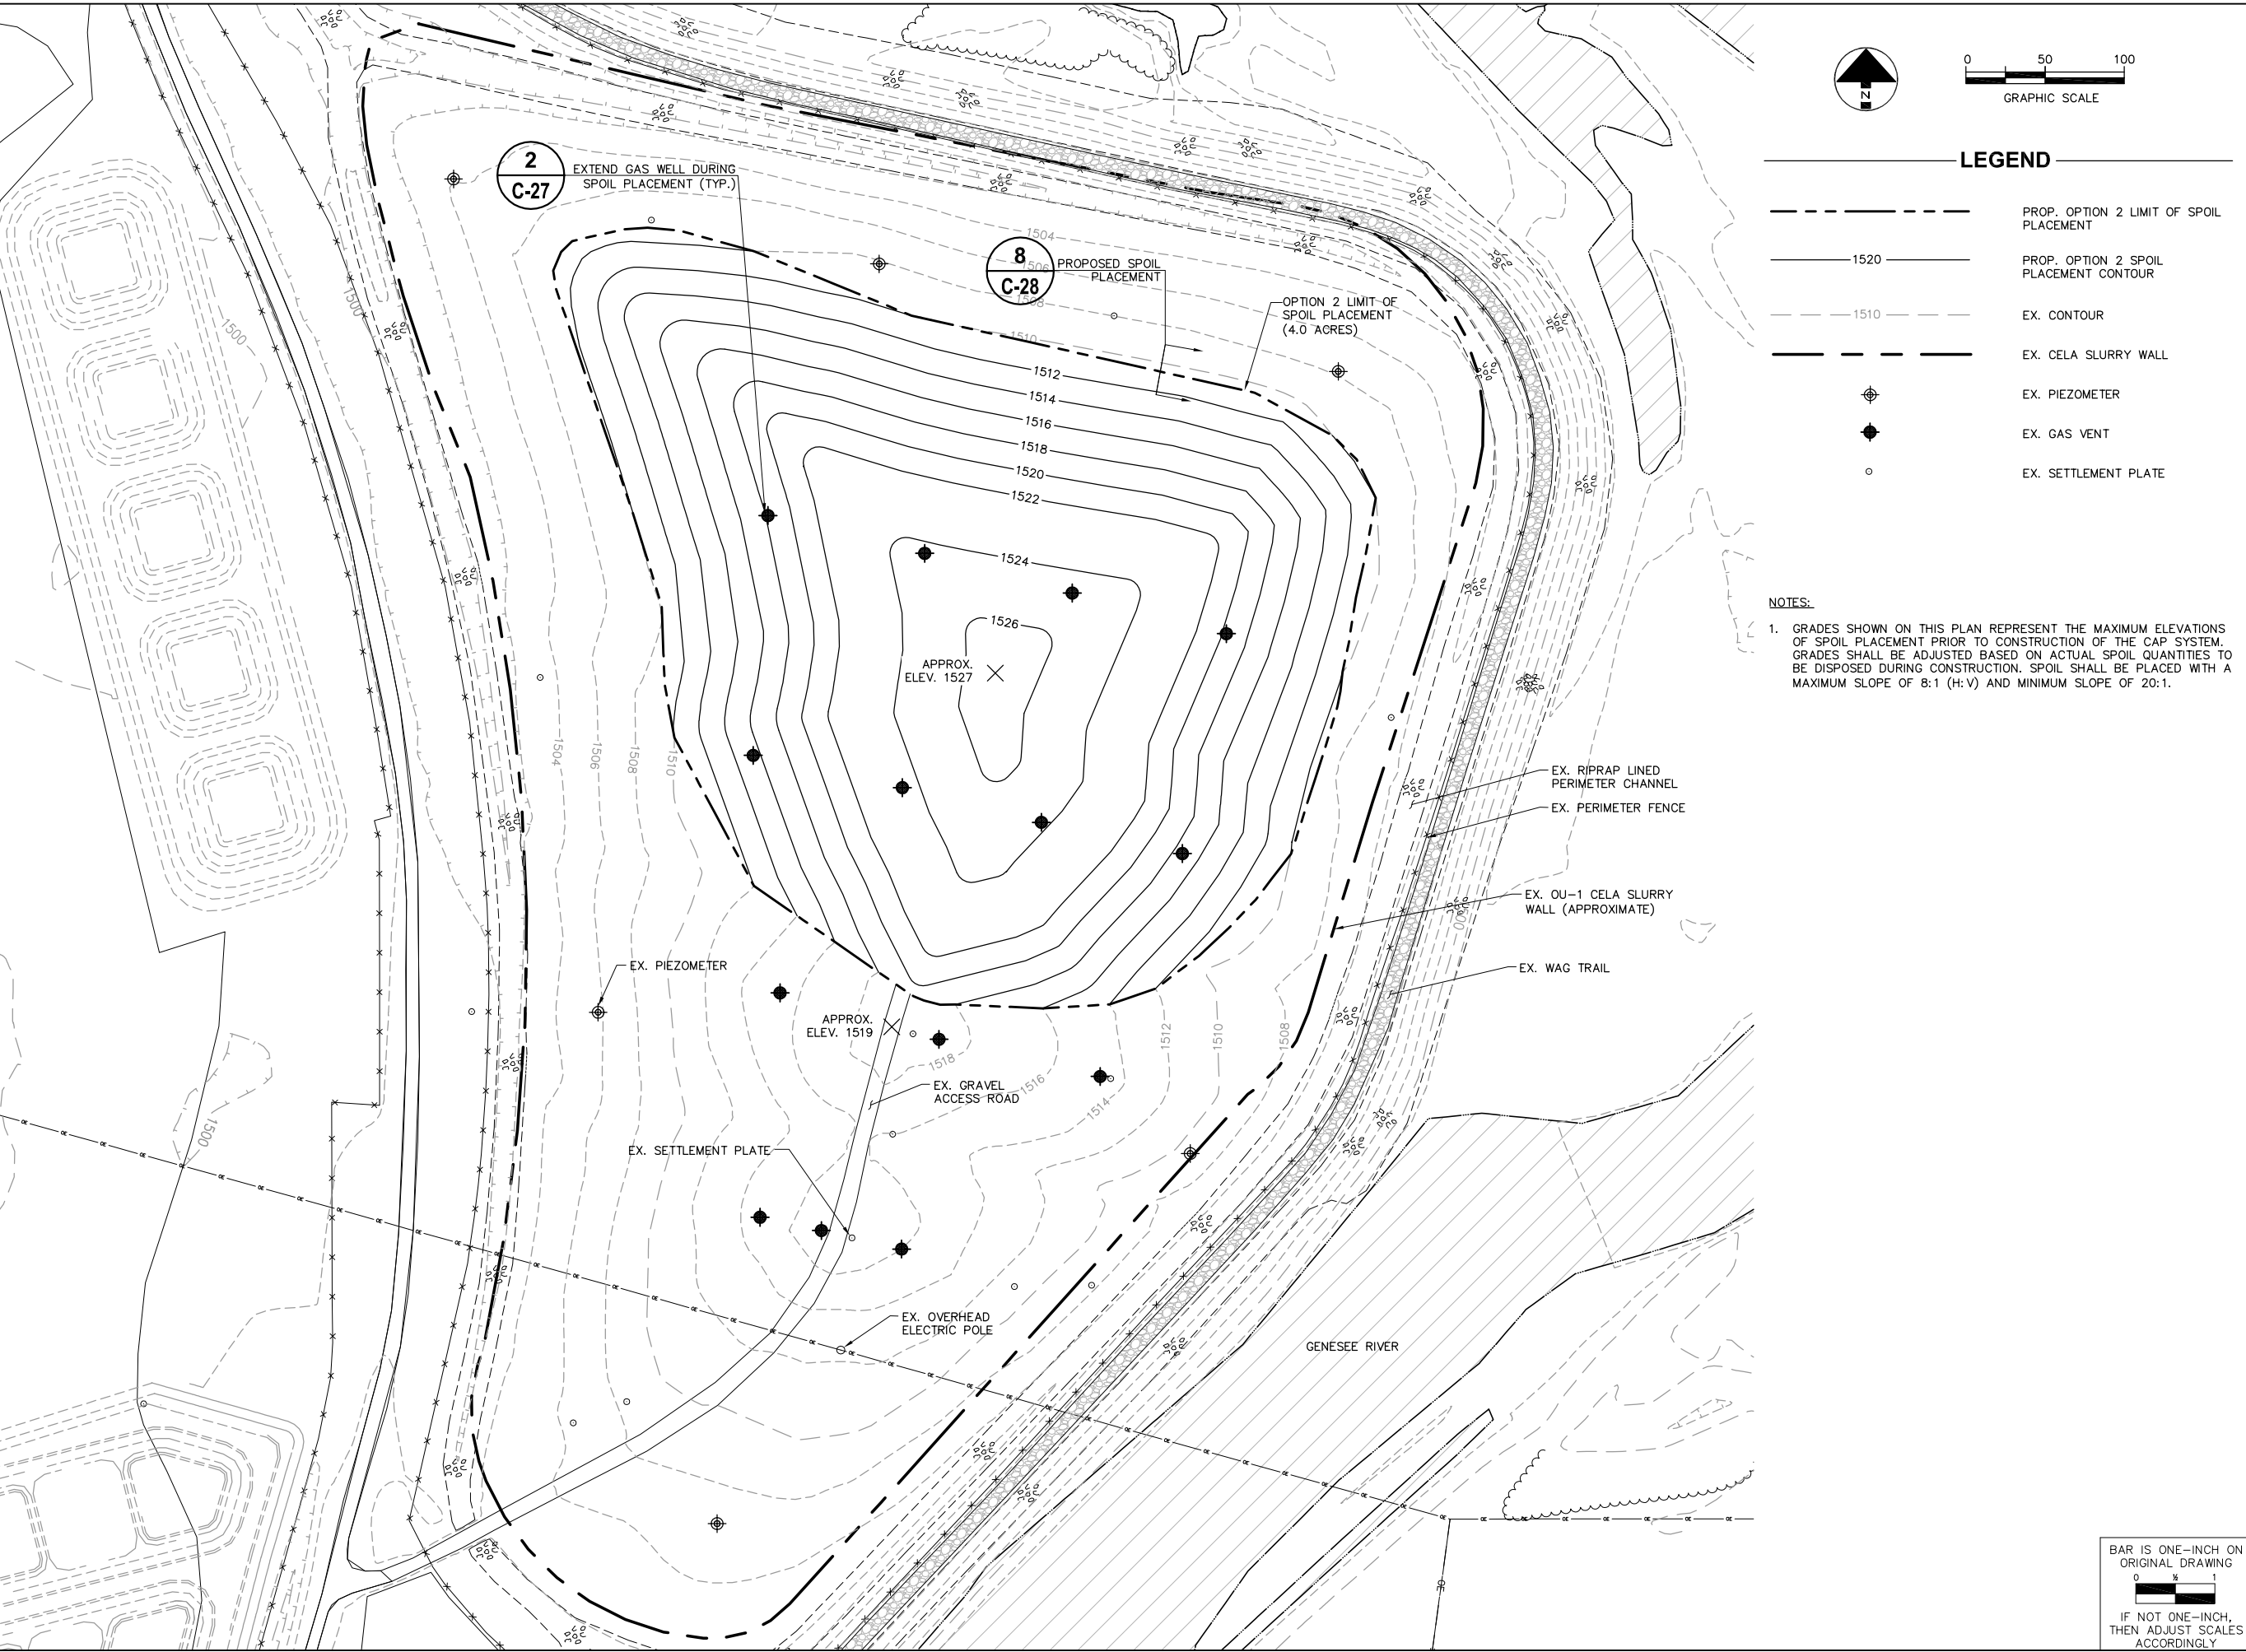 2
C-27
EXTEND GAS WELL DURING
SPOIL PLACEMENT (TYP.)
1504
1506
1508
1510
8
C-28
PROPOSED SPOIL
PLACEMENT
OPTION 2 LIMIT OF
SPOIL PLACEMENT
(4.0 ACRES)
1500
1500
1512
1514
1516
1518
1520
1522
1524
1526
APPROX.
ELEV. 1527
1504
1506
1508
1510
EX. RIPRAP LINED
PERIMETER CHANNEL
EX. PERIMETER FENCE
EX. OU-1 CELA SLURRY
WALL (APPROXIMATE)
EX. WAG TRAIL
EX. PIEZOMETER
APPROX.
ELEV. 1519
1518
1516
1514
1512
1510
1508
EX. GRAVEL
ACCESS ROAD
1500
EX. SETTLEMENT PLATE
EX. OVERHEAD
ELECTRIC POLE
GENESEE RIVER
N
0 50 100
GRAPHIC SCALE
LEGEND
PROP. OPTION 2 LIMIT OF SPOIL
PLACEMENT
1520
PROP. OPTION 2 SPOIL
PLACEMENT CONTOUR
1510
EX. CONTOUR
EX. CELA SLURRY WALL
EX. PIEZOMETER
EX. GAS VENT
EX. SETTLEMENT PLATE
NOTES:
1. GRADES SHOWN ON THIS PLAN REPRESENT THE MAXIMUM ELEVATIONS
OF SPOIL PLACEMENT PRIOR TO CONSTRUCTION OF THE CAP SYSTEM.
GRADES SHALL BE ADJUSTED BASED ON ACTUAL SPOIL QUANTITIES TO
BE DISPOSED DURING CONSTRUCTION. SPOIL SHALL BE PLACED WITH A
MAXIMUM SLOPE OF 8:1 (H:V) AND MINIMUM SLOPE OF 20:1.
BAR IS ONE-INCH ON
ORIGINAL DRAWING
0 ½ 1
IF NOT ONE-INCH,
THEN ADJUST SCALES
ACCORDINGLY